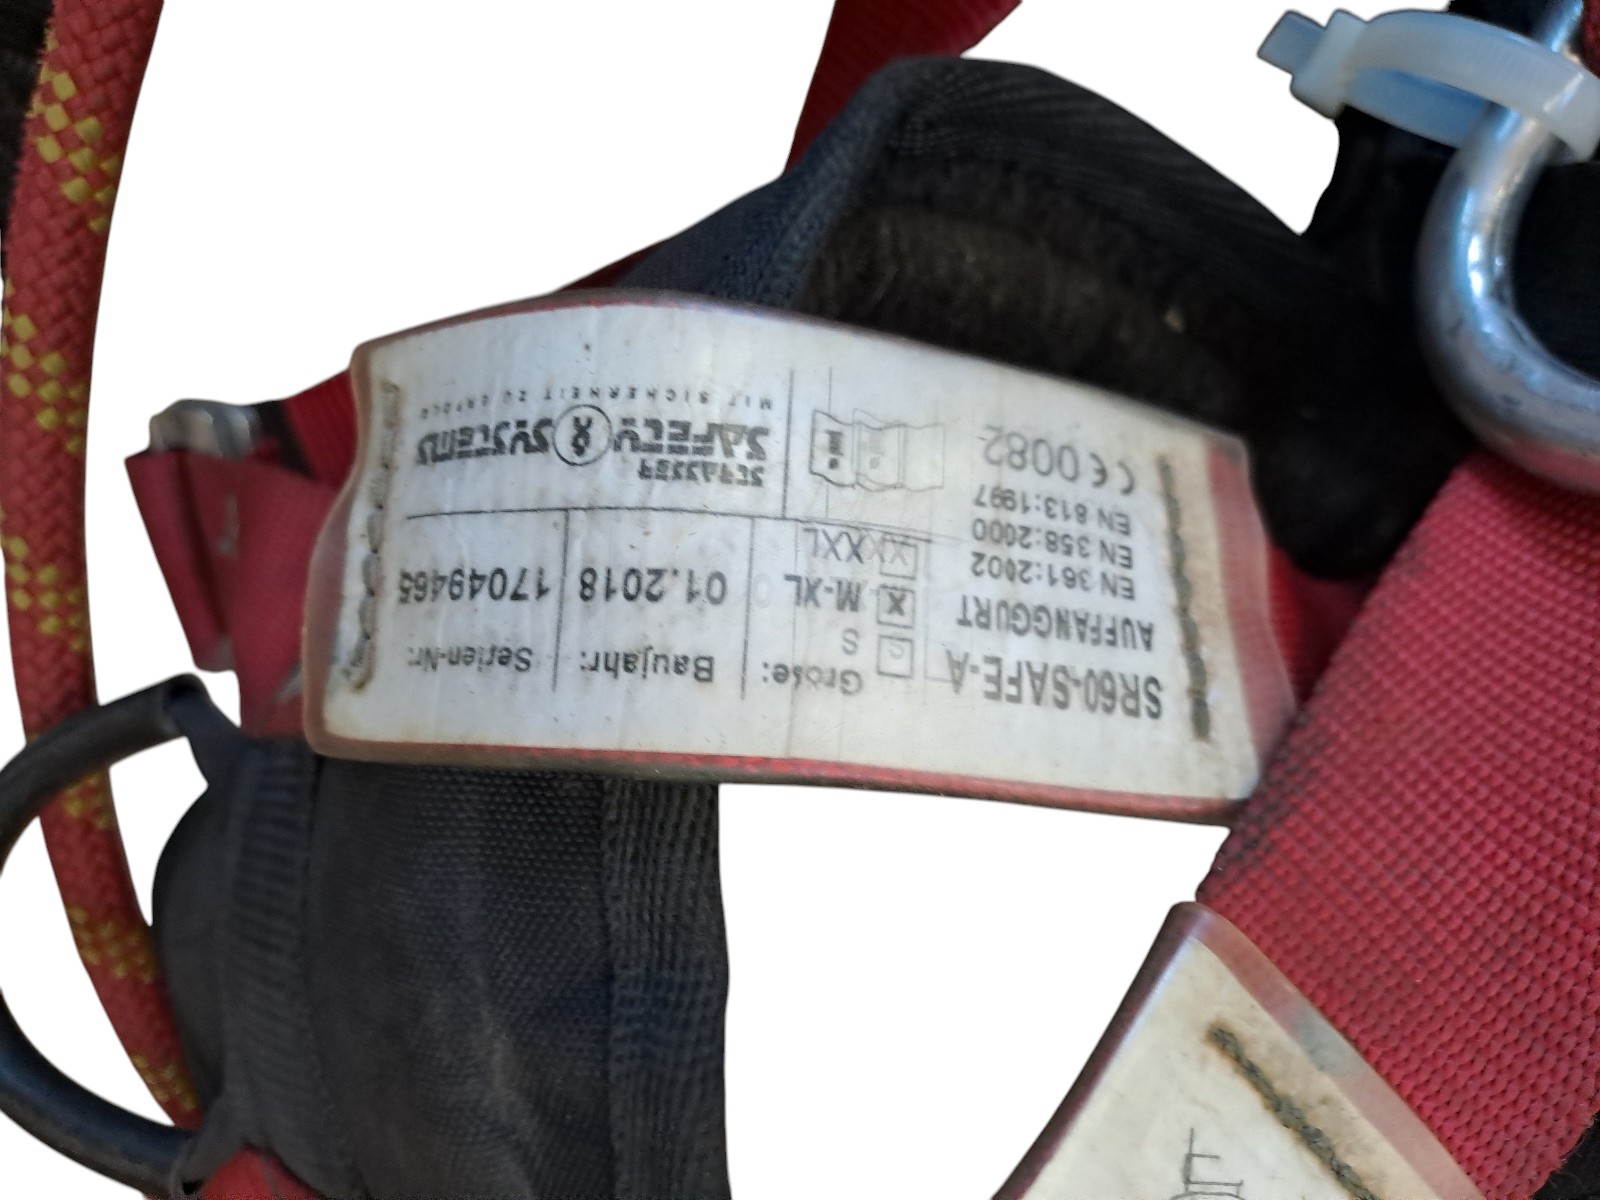 SR60-SAFE-A
AUFFANGGURT
EN 361:2002
EN 358:2000
EN 813:1997
CE 0082
Grösse:
S
X M-XL
XXL
Baujahr:
01.2018
Serien-Nr:
17049465
SAFETY SYSTEMS
MIT SICHERHEIT ZU